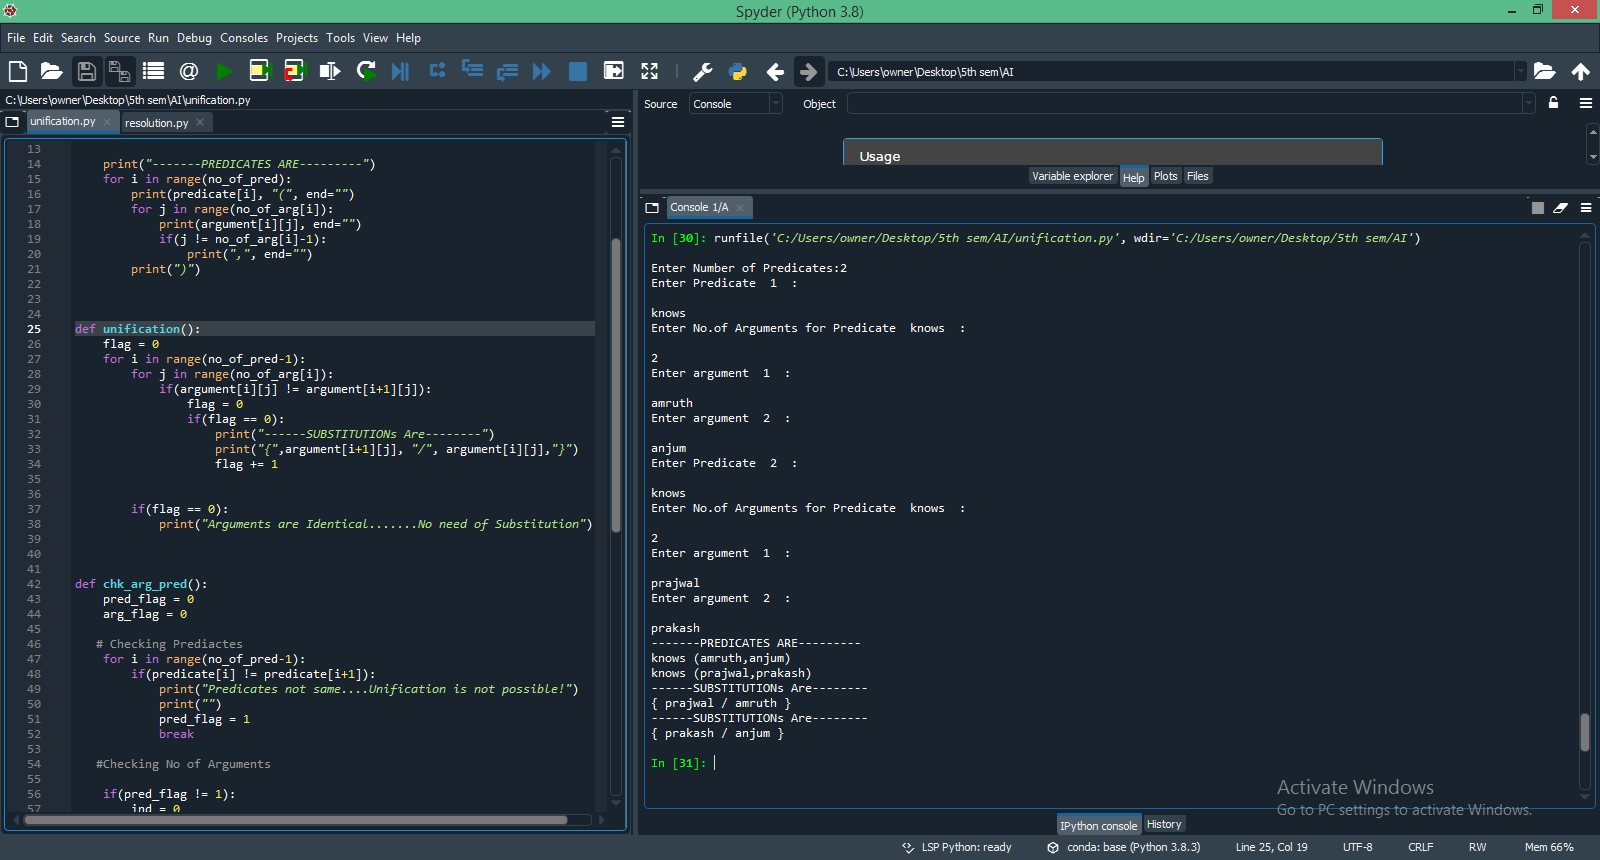 Spyder (Python 3.8)
File Edit Search Source Run Debug Consoles Projects Tools View Help
C:\Users\owner\Desktop\5th sem\AI
C:\Users\owner\Desktop\5th sem\AI\unification.py
unification.py
resolution.py
13
14 print("-------PREDICATES ARE---------")
15 for i in range(no_of_pred):
16 print(predicate[i], "(", end="")
17 for j in range(no_of_arg[i]):
18 print(argument[i][j], end="")
19 if(j != no_of_arg[i]-1):
20 print(",", end="")
21 print(")")
22
23
24
25 def unification():
26 flag = 0
27 for i in range(no_of_pred-1):
28 for j in range(no_of_arg[i]):
29 if(argument[i][j] != argument[i+1][j]):
30 flag = 0
31 if(flag == 0):
32 print("------SUBSTITUTIONs Are--------")
33 print("{",argument[i+1][j], "/", argument[i][j],"}")
34 flag += 1
35
36
37 if(flag == 0):
38 print("Arguments are Identical.......No need of Substitution")
39
40
41
42 def chk_arg_pred():
43 pred_flag = 0
44 arg_flag = 0
45
46 # Checking Prediactes
47 for i in range(no_of_pred-1):
48 if(predicate[i] != predicate[i+1]):
49 print("Predicates not same....Unification is not possible!")
50 print("")
51 pred_flag = 1
52 break
53
54 #Checking No of Arguments
55
56 if(pred_flag != 1):
57 ind = 0
Source Console Object
Usage
Variable explorer Help Plots Files
Console 1/A
In [30]: runfile('C:/Users/owner/Desktop/5th sem/AI/unification.py', wdir='C:/Users/owner/Desktop/5th sem/AI')
Enter Number of Predicates:2
Enter Predicate 1 :
knows
Enter No.of Arguments for Predicate knows :
2
Enter argument 1 :
amruth
Enter argument 2 :
anjum
Enter Predicate 2 :
knows
Enter No.of Arguments for Predicate knows :
2
Enter argument 1 :
prajwal
Enter argument 2 :
prakash
-------PREDICATES ARE---------
knows (amruth,anjum)
knows (prajwal,prakash)
------SUBSTITUTIONs Are--------
{ prajwal / amruth }
------SUBSTITUTIONs Are--------
{ prakash / anjum }
In [31]:
Activate Windows
Go to PC settings to activate Windows.
IPython console History
LSP Python: ready conda: base (Python 3.8.3) Line 25, Col 19 UTF-8 CRLF RW Mem 66%